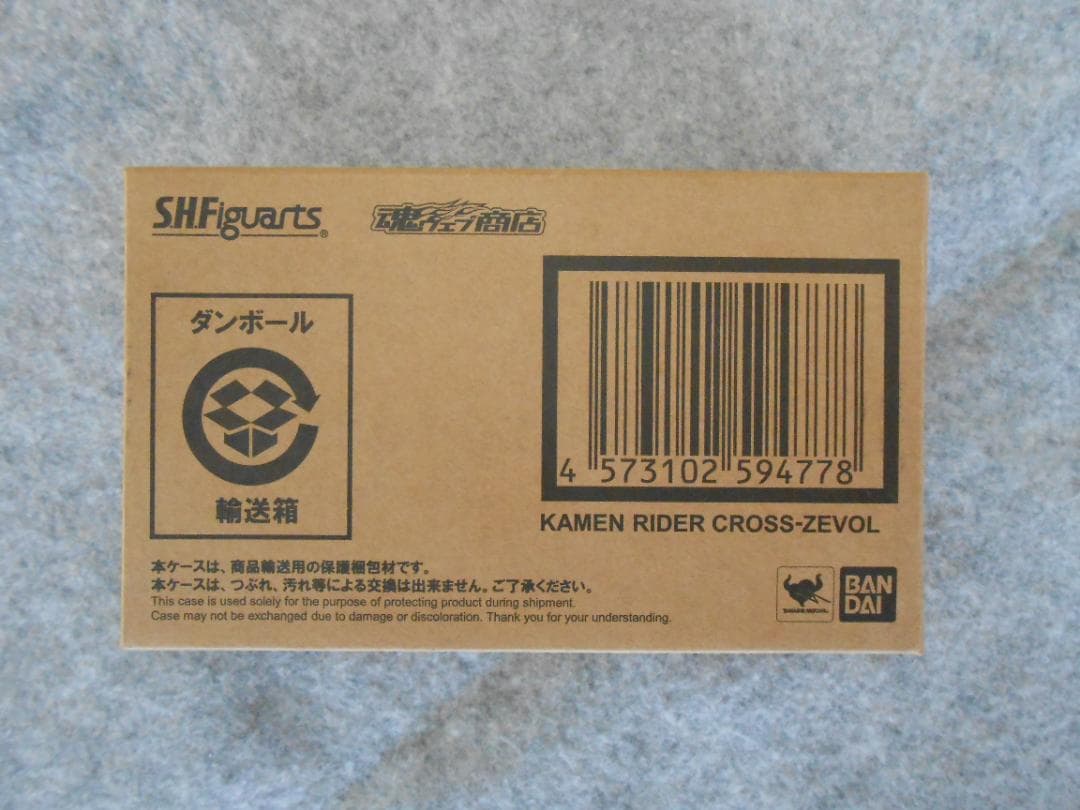 S.H.Figuarts®
魂ウェブ商店
ダンボール
輸送箱
4 573102 594778
KAMEN RIDER CROSS-ZEVOL
本ケースは、商品輸送用の保護梱包材です。
本ケースは、つぶれ、汚れ等による交換は出来ません。ご了承ください。
This case is used solely for the purpose of protecting product during shipment.
Case may not be exchanged due to damage or discoloration. Thank you for your understanding.
TAMASHII NATIONS
BAN
DAI